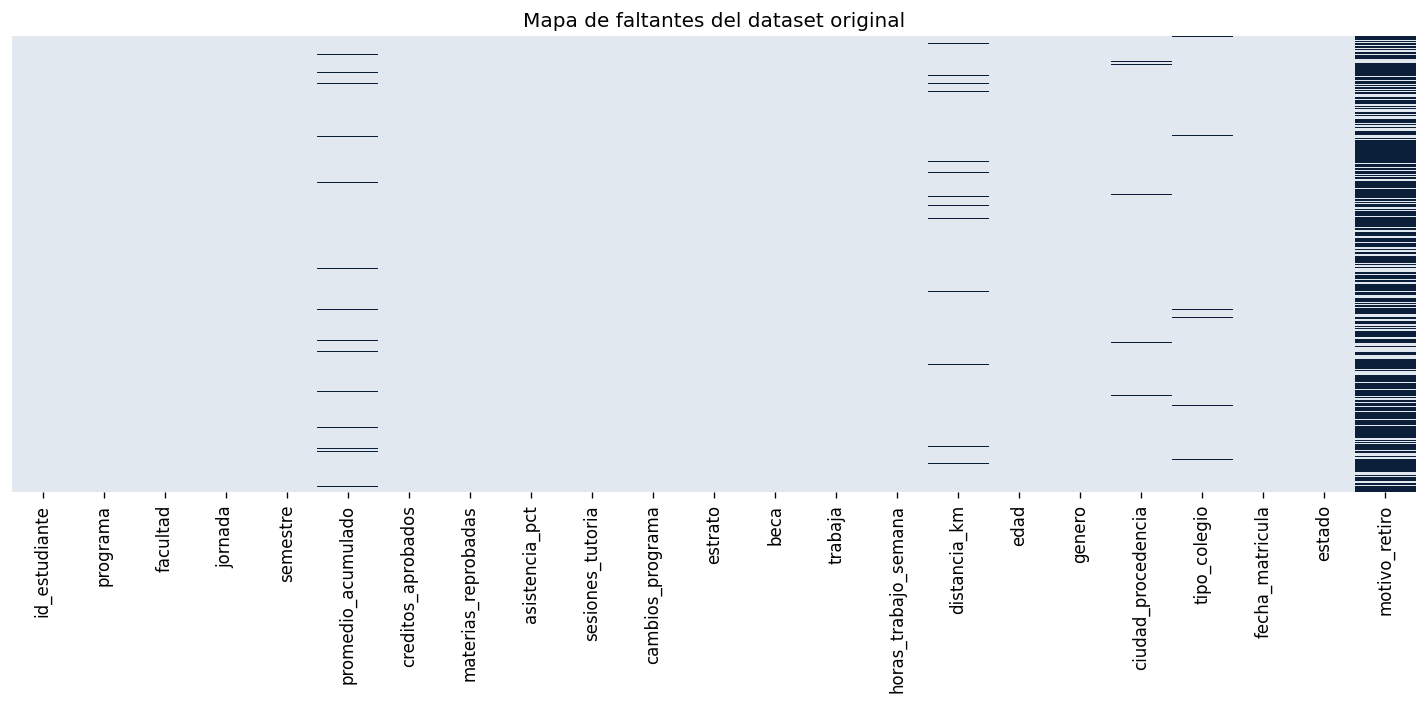 Mapa de faltantes del dataset original
id_estudiante
programa
facultad
jornada
semestre
promedio_acumulado
creditos_aprobados
materias_reprobadas
asistencia_pct
sesiones_tutoria
cambios_programa
estrato
beca
trabaja
horas_trabajo_semana
distancia_km
edad
genero
ciudad_procedencia
tipo_colegio
fecha_matricula
estado
motivo_retiro